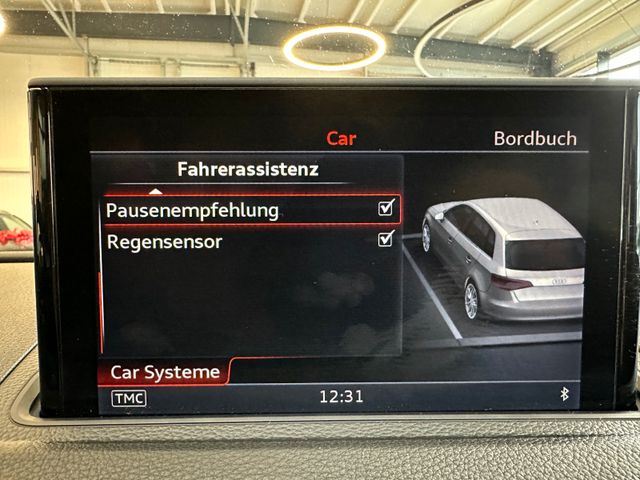 Car
Bordbuch
Fahrerassistenz
Pausenempfehlung
Regensensor
Car Systeme
TMC
12:31